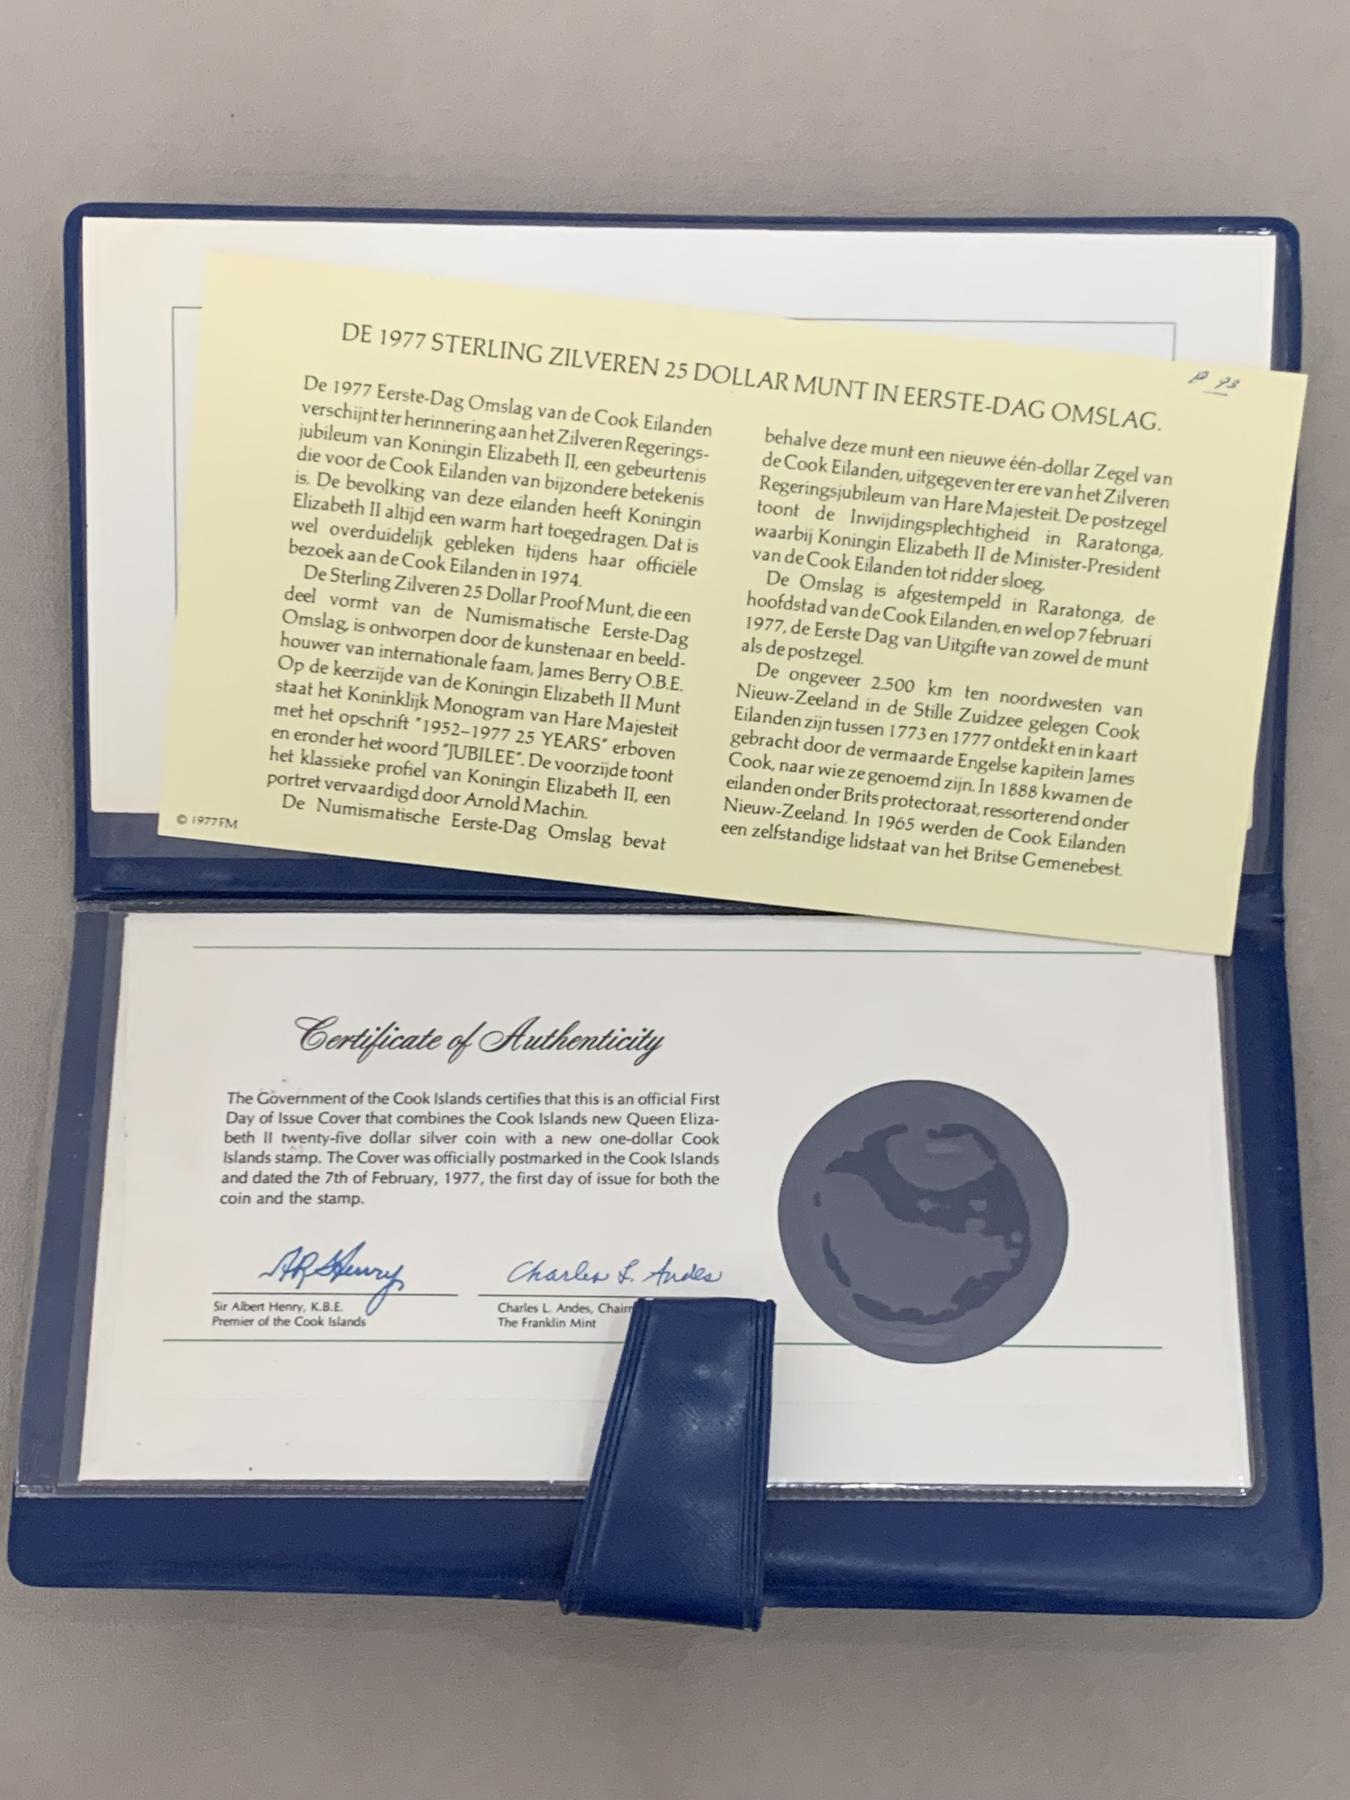 DE 1977 STERLING ZILVEREN 25 DOLLAR MUNT IN EERSTE-DAG OMSLAG.
De 1977 Eerste-Dag Omslag van de Cook Eilanden
verschijnt ter herinnering aan het Zilveren Regerings-
jubileum van Koningin Elizabeth II, een gebeurtenis
die voor de Cook Eilanden van bijzondere betekenis
is. De bevolking van deze eilanden heeft Koningin
Elizabeth II altijd een warm hart toegedragen. Dat is
wel overduidelijk gebleken tijdens haar officiële
bezoek aan de Cook Eilanden in 1974.
De Sterling Zilveren 25 Dollar Proof Munt, die een
deel vormt van de Numismatische Eerste-Dag
Omslag, is ontworpen door de kunstenaar en beeld-
houwer van internationale faam, James Berry O.B.E.
Op de keerzijde van de Koningin Elizabeth II Munt
staat het Koninklijk Monogram van Hare Majesteit
met het opschrift "1952–1977 25 YEARS" erboven
en eronder het woord "JUBILEE". De voorzijde toont
het klassieke profiel van Koningin Elizabeth II, een
portret vervaardigd door Arnold Machin.
De Numismatische Eerste-Dag Omslag bevat
© 1977 FM
behalve deze munt een nieuwe één-dollar Zegel van
de Cook Eilanden, uitgegeven ter ere van het Zilveren
Regeringsjubileum van Hare Majesteit. De postzegel
toont de Inwijdingsplechtigheid in Raratonga,
waarbij Koningin Elizabeth II de Minister-President
van de Cook Eilanden tot ridder sloeg.
De Omslag is afgestempeld in Raratonga, de
hoofdstad van de Cook Eilanden, en wel op 7 februari
1977, de Eerste Dag van Uitgifte van zowel de munt
als de postzegel.
De ongeveer 2.500 km ten noordwesten van
Nieuw-Zeeland in de Stille Zuidzee gelegen Cook
Eilanden zijn tussen 1773 en 1777 ontdekt en in kaart
gebracht door de vermaarde Engelse kapitein James
Cook, naar wie ze genoemd zijn. In 1888 kwamen de
eilanden onder Brits protectoraat, ressorterend onder
Nieuw-Zeeland. In 1965 werden de Cook Eilanden
een zelfstandige lidstaat van het Britse Gemenebest.
Certificate of Authenticity
The Government of the Cook Islands certifies that this is an official First
Day of Issue Cover that combines the Cook Islands new Queen Eliza-
beth II twenty-five dollar silver coin with a new one-dollar Cook
Islands stamp. The Cover was officially postmarked in the Cook Islands
and dated the 7th of February, 1977, the first day of issue for both the
coin and the stamp.
Charles L. Andes
Sir Albert Henry, K.B.E.
Premier of the Cook Islands
Charles L. Andes, Chairm
The Franklin Mint